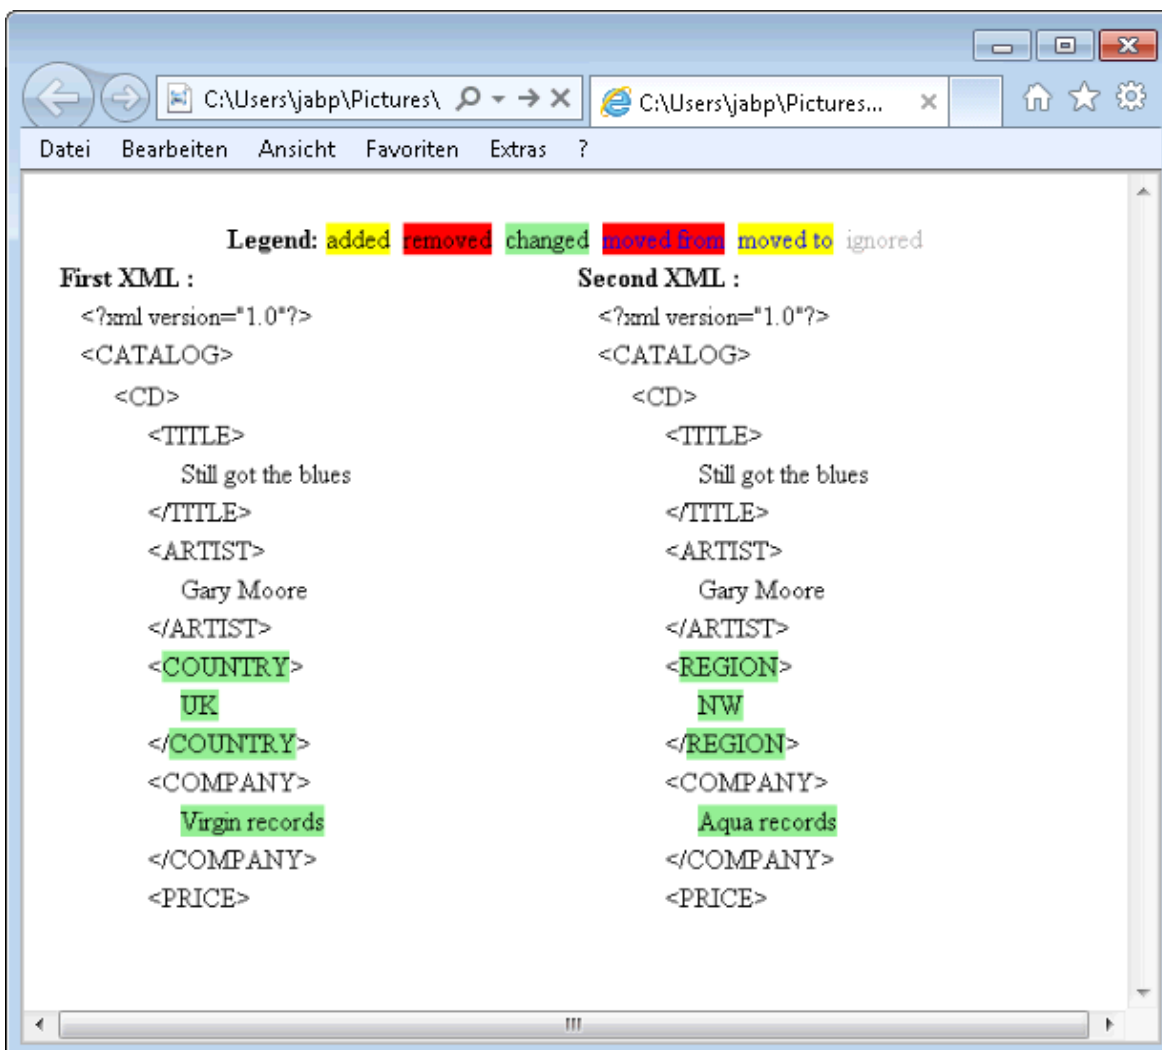 C:\Users\jabp\Pictures\
C:\Users\jabp\Pictures...
Datei Bearbeiten Ansicht Favoriten Extras ?
Legend: added removed changed moved from moved to ignored
First XML : Second XML :
<?xml version="1.0"?> <?xml version="1.0"?>
<CATALOG> <CATALOG>
<CD> <CD>
<TITLE> <TITLE>
Still got the blues Still got the blues
</TITLE> </TITLE>
<ARTIST> <ARTIST>
Gary Moore Gary Moore
</ARTIST> </ARTIST>
<COUNTRY> <REGION>
UK NW
</COUNTRY> </REGION>
<COMPANY> <COMPANY>
Virgin records Aqua records
</COMPANY> </COMPANY>
<PRICE> <PRICE>